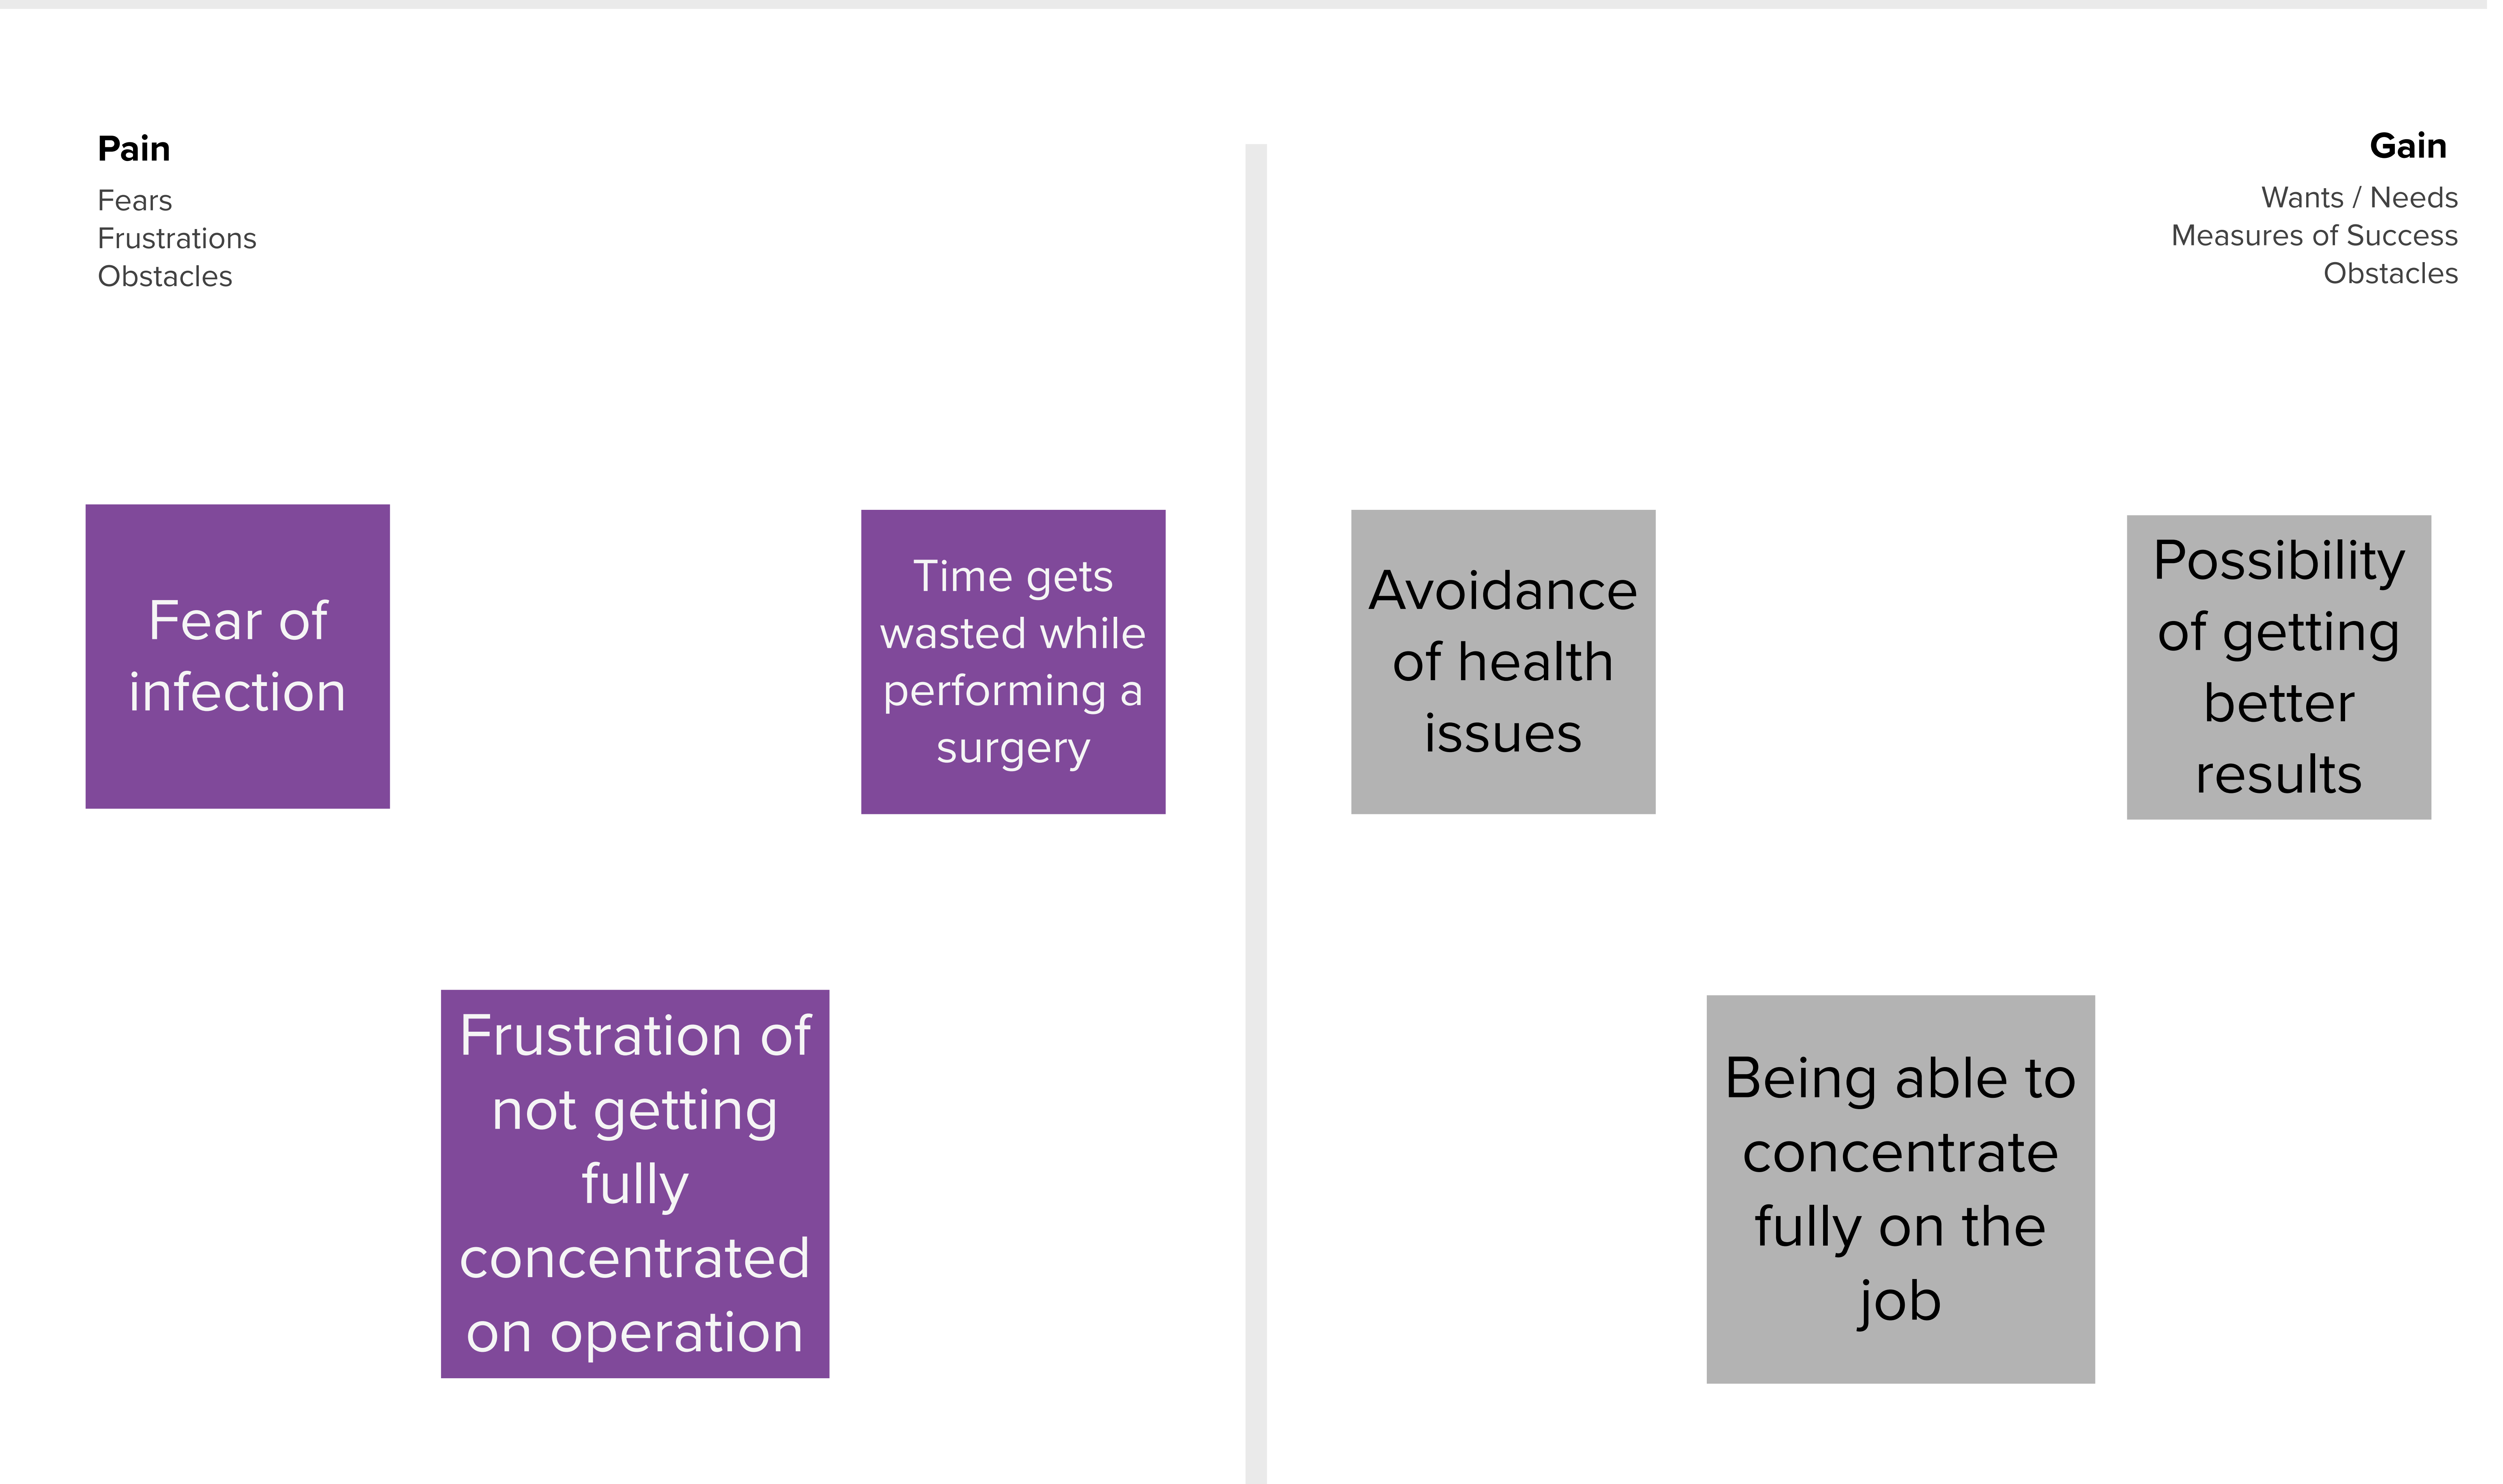 Pain
Fears
Frustrations
Obstacles
Gain
Wants / Needs
Measures of Success
Obstacles
Fear of
infection
Time gets
wasted while
performing a
surgery
Frustration of
not getting
fully
concentrated
on operation
Avoidance
of health
issues
Possibility
of getting
better
results
Being able to
concentrate
fully on the
job